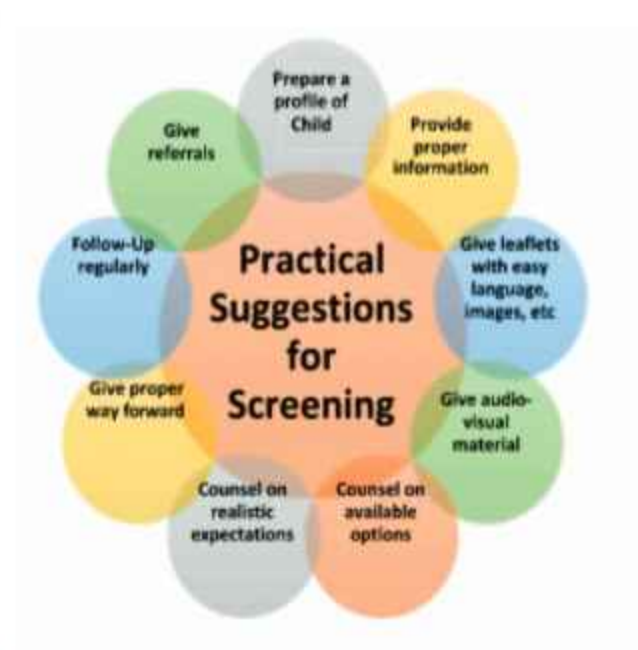 Prepare a
profile of
Child
Provide
proper
information
Give leaflets
with easy
language,
images, etc
Give audio-
visual
material
Counsel on
available
options
Counsel on
realistic
expectations
Give proper
way forward
Follow-Up
regularly
Give
referrals
Practical
Suggestions
for
Screening